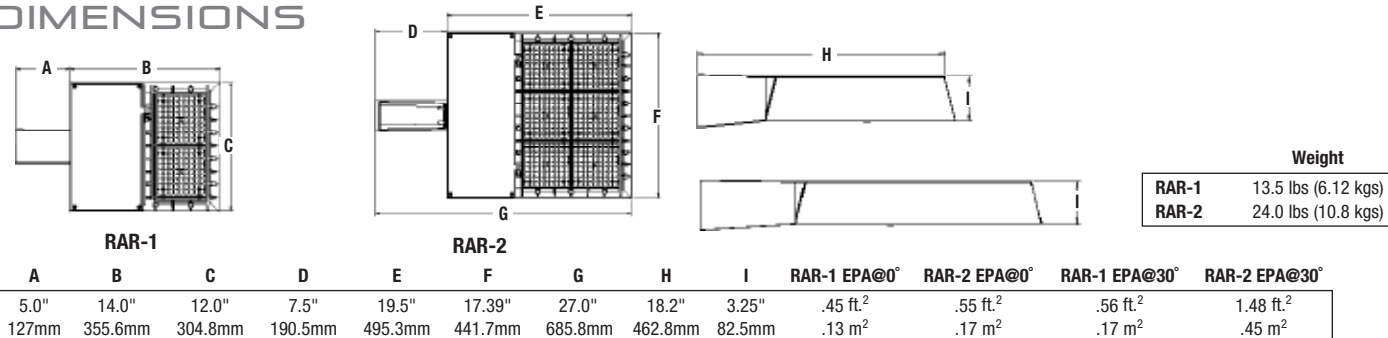 DIMENSIONS
A
B
C
RAR-1
D
E
F
G
RAR-2
H
I
I
Weight
RAR-1 13.5 lbs (6.12 kgs)
RAR-2 24.0 lbs (10.8 kgs)
A B C D E F G H I RAR-1 EPA@0° RAR-2 EPA@0° RAR-1 EPA@30° RAR-2 EPA@30°
5.0" 14.0" 12.0" 7.5" 19.5" 17.39" 27.0" 18.2" 3.25" .45 ft.² .55 ft.² .56 ft.² 1.48 ft.²
127mm 355.6mm 304.8mm 190.5mm 495.3mm 441.7mm 685.8mm 462.8mm 82.5mm .13 m² .17 m² .17 m² .45 m²